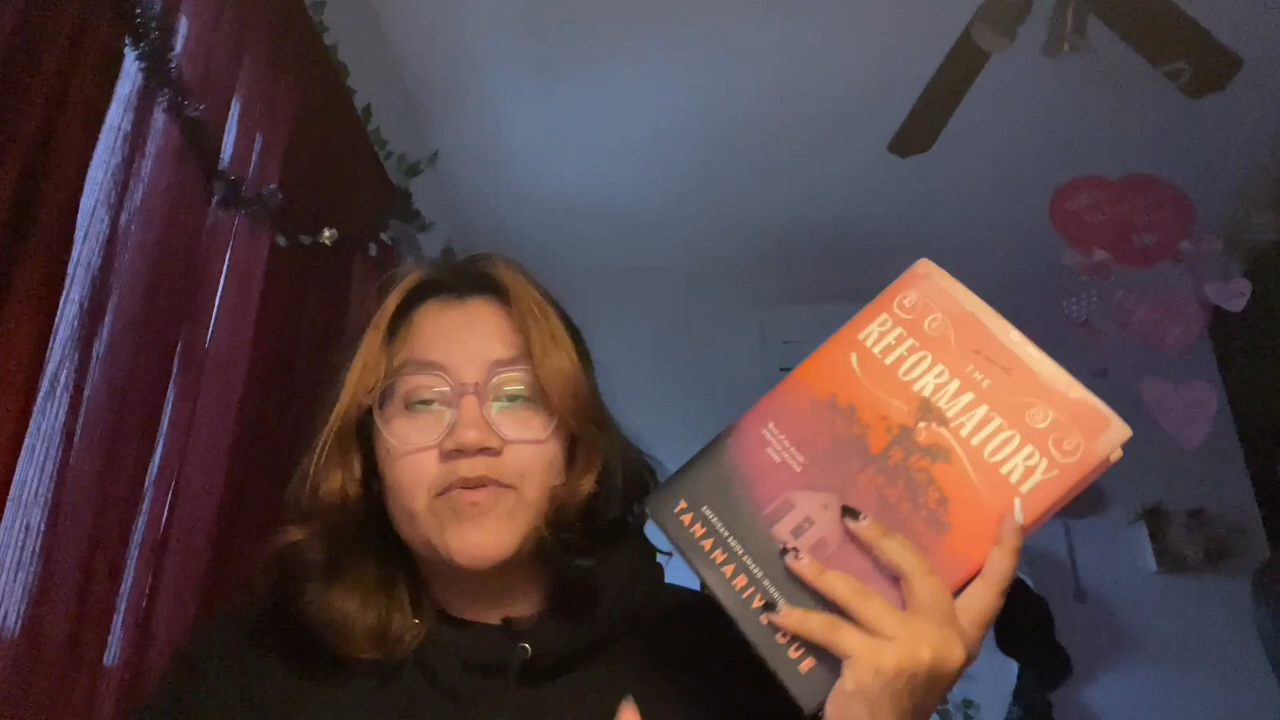 a novel
THE
REFORMATORY
AMERICAN BOOK AWARD-WINNING
TANANARIVE DUE